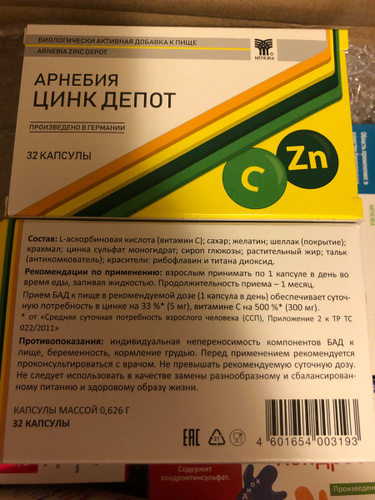 БИОЛОГИЧЕСКИ АКТИВНАЯ ДОБАВКА К ПИЩЕ
ARNEBIA ZINC DEPOT
АРНЕБИЯ
ЦИНК ДЕПОТ
ПРОИЗВЕДЕНО В ГЕРМАНИИ
32 КАПСУЛЫ
C
Zn
Состав: L-аскорбиновая кислота (витамин С); сахар; желатин; шеллак (покрытие);
крахмал; цинка сульфат моногидрат; сироп глюкозы; растительный жир; тальк
(антикомкователь); красители: рибофлавин и титана диоксид.
Рекомендации по применению: взрослым принимать по 1 капсуле в день во
время еды, запивая жидкостью. Продолжительность приема – 1 месяц.
Прием БАД к пище в рекомендуемой дозе (1 капсула в день) обеспечивает суточ-
ную потребность в цинке на 33 %* (5 мг), витамине С на 500 %* (300 мг).
* от «Средняя суточная потребность взрослого человека (ССП), Приложение 2 к ТР ТС
022/2011»
Противопоказания: индивидуальная непереносимость компонентов БАД к
пище, беременность, кормление грудью. Перед применением рекомендуется
проконсультироваться с врачом. Не превышать рекомендуемую суточную дозу.
Не следует использовать в качестве замены разнообразному и сбалансирован-
ному питанию и здоровому образу жизни.
КАПСУЛЫ МАССОЙ 0,626 Г
32 КАПСУЛЫ
EAC
4 601654 003193
Содержит
хондроитинсульфат.
Произведено